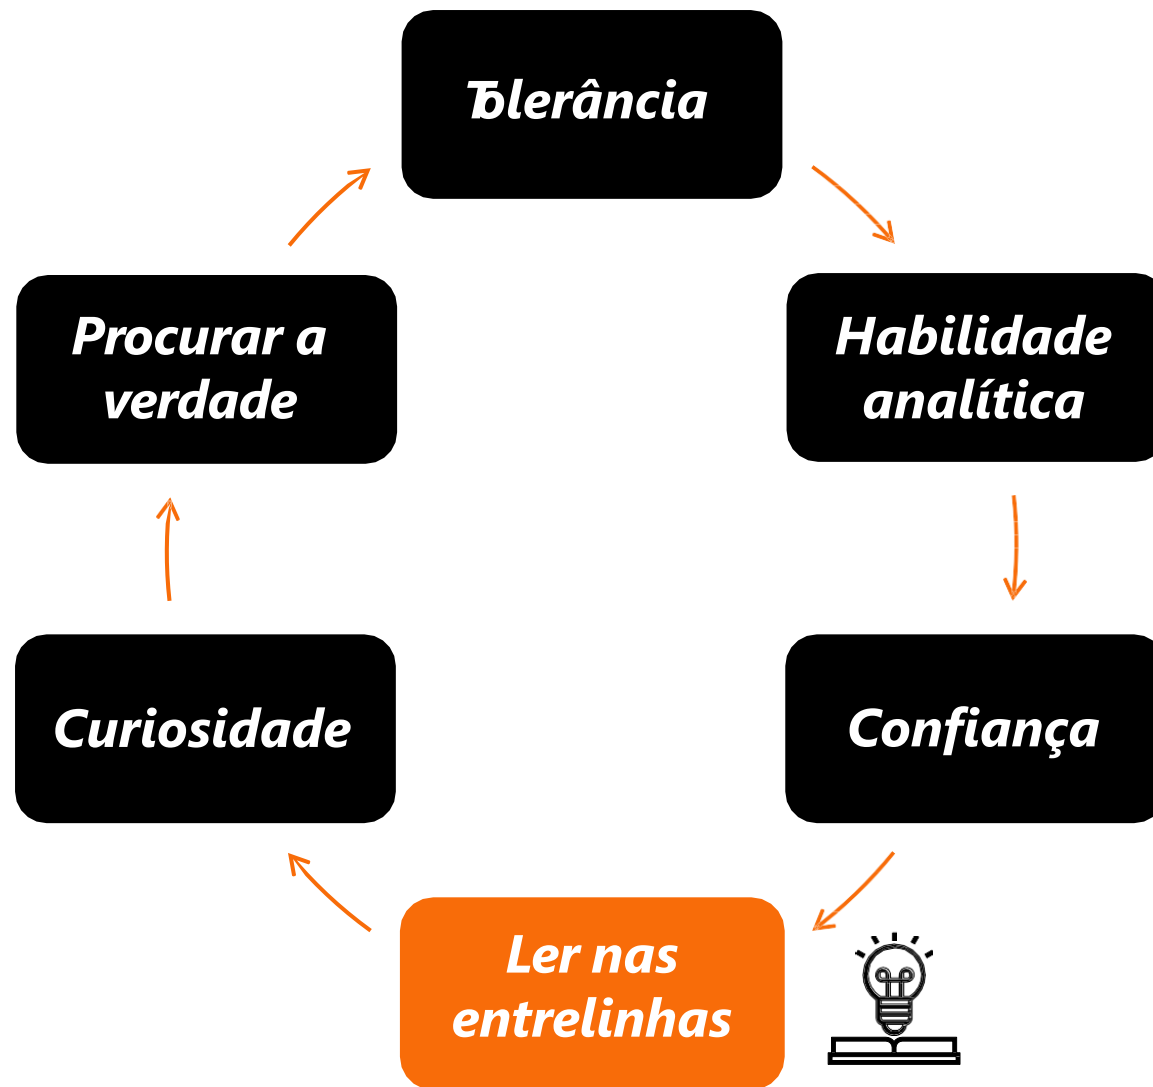 Tolerância
Habilidade
analítica
Confiança
Ler nas
entrelinhas
Curiosidade
Procurar a
verdade